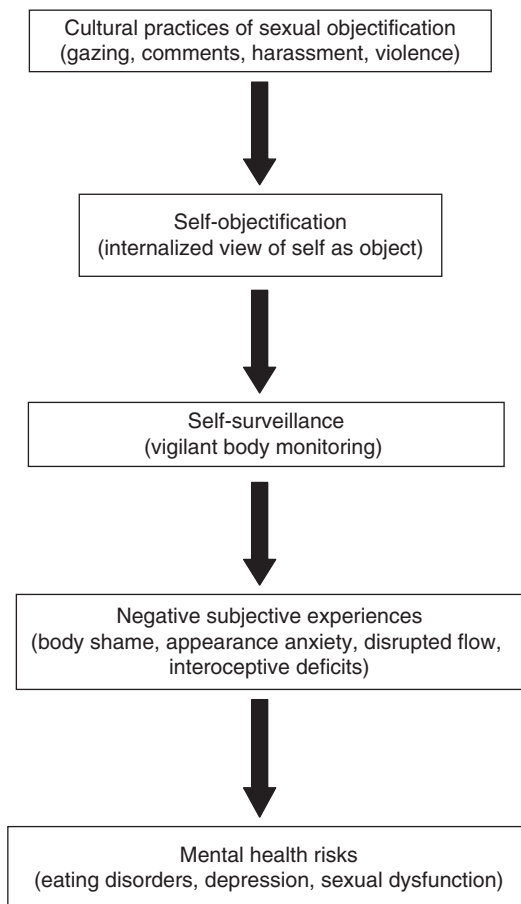 Cultural practices of sexual objectification
(gazing, comments, harassment, violence)
Self-objectification
(internalized view of self as object)
Self-surveillance
(vigilant body monitoring)
Negative subjective experiences
(body shame, appearance anxiety, disrupted flow,
interoceptive deficits)
Mental health risks
(eating disorders, depression, sexual dysfunction)